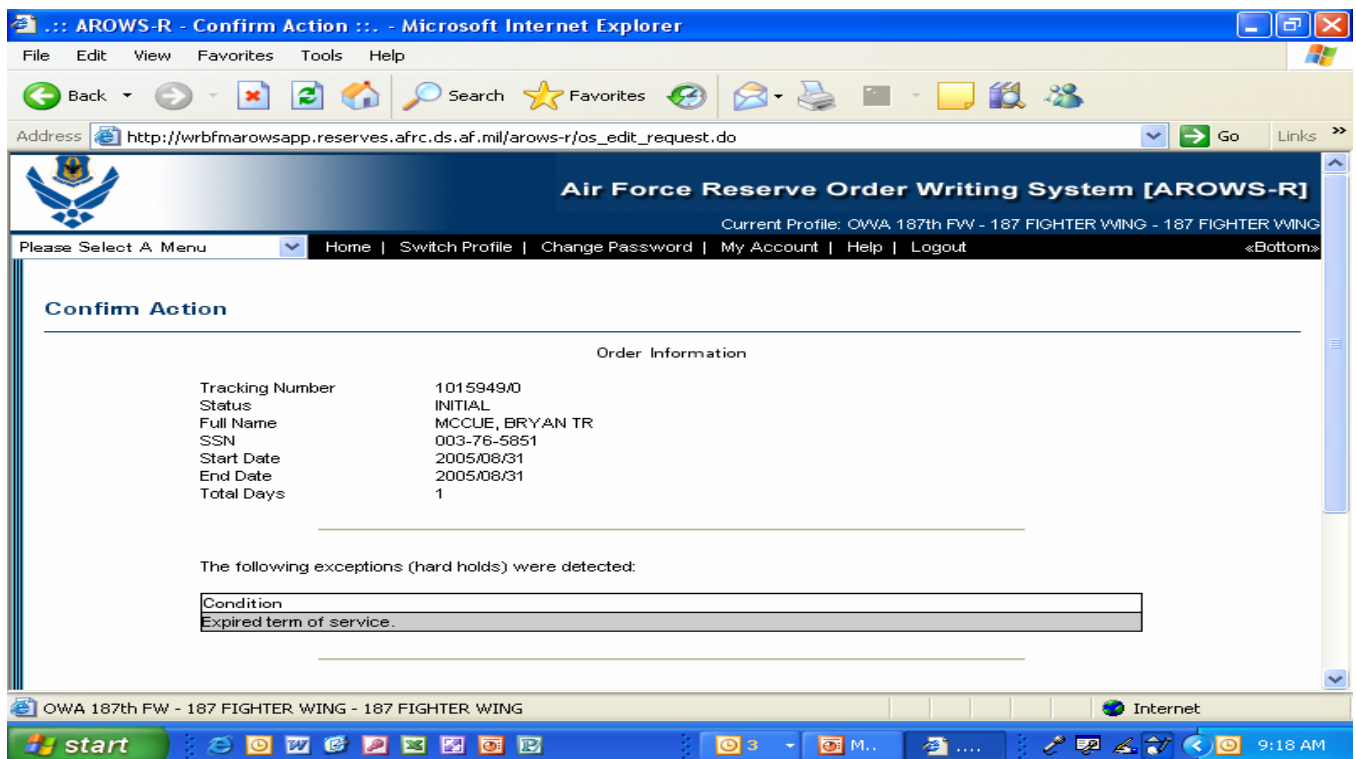 .:: AROWS-R - Confirm Action ::. - Microsoft Internet Explorer
File Edit View Favorites Tools Help
Back Search Favorites
Address http://wrbfmarowsapp.reserves.afrc.ds.af.mil/arows-r/os_edit_request.do Go Links »
Air Force Reserve Order Writing System [AROWS-R]
Current Profile: OWA 187th FW - 187 FIGHTER WING - 187 FIGHTER WING
Please Select A Menu Home | Switch Profile | Change Password | My Account | Help | Logout «Bottom»
Confirm Action
Order Information
Tracking Number 1015949/0
Status INITIAL
Full Name MCCUE, BRYAN TR
SSN 003-76-5851
Start Date 2005/08/31
End Date 2005/08/31
Total Days 1
The following exceptions (hard holds) were detected:
Condition
Expired term of service.
OWA 187th FW - 187 FIGHTER WING - 187 FIGHTER WING Internet
start 3 M.. .... 9:18 AM